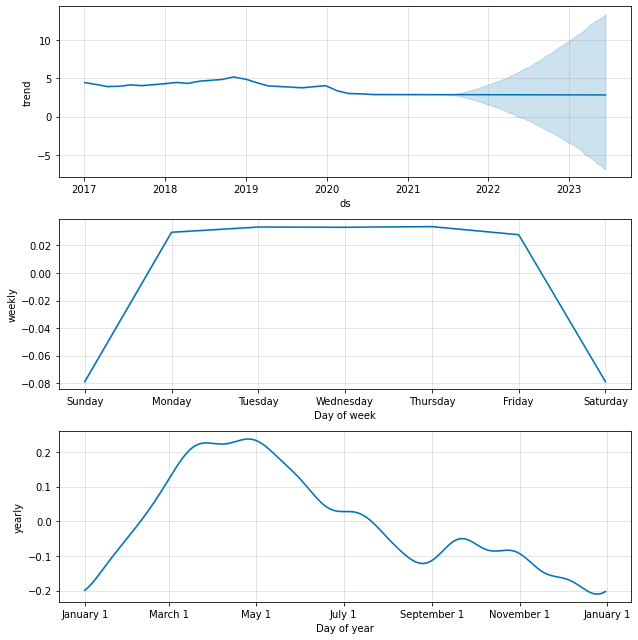 trend
10
5
0
−5
2017 2018 2019 2020 2021 2022 2023
ds
weekly
0.02
0.00
−0.02
−0.04
−0.06
−0.08
Sunday Monday Tuesday Wednesday Thursday Friday Saturday
Day of week
yearly
0.2
0.1
0.0
−0.1
−0.2
January 1 March 1 May 1 July 1 September 1 November 1 January 1
Day of year